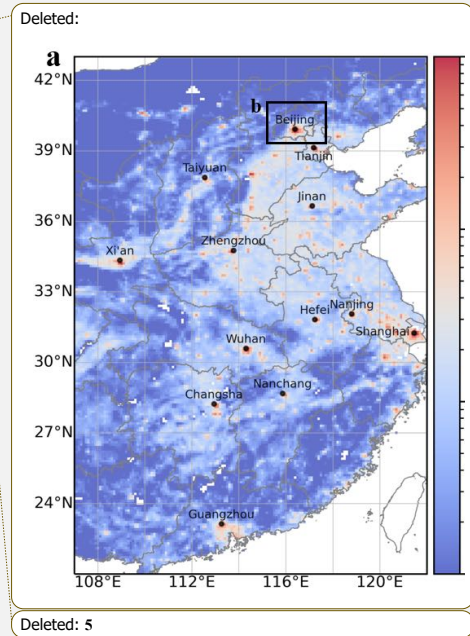 Deleted:
a
42°N
b
Beijing
39°N
Tianjin
Taiyuan
Jinan
36°N
Zhengzhou
Xi'an
33°N
Hefei
Nanjing
Shanghai
Wuhan
30°N
Nanchang
Changsha
27°N
24°N
Guangzhou
108°E 112°E 116°E 120°E
Deleted: 5